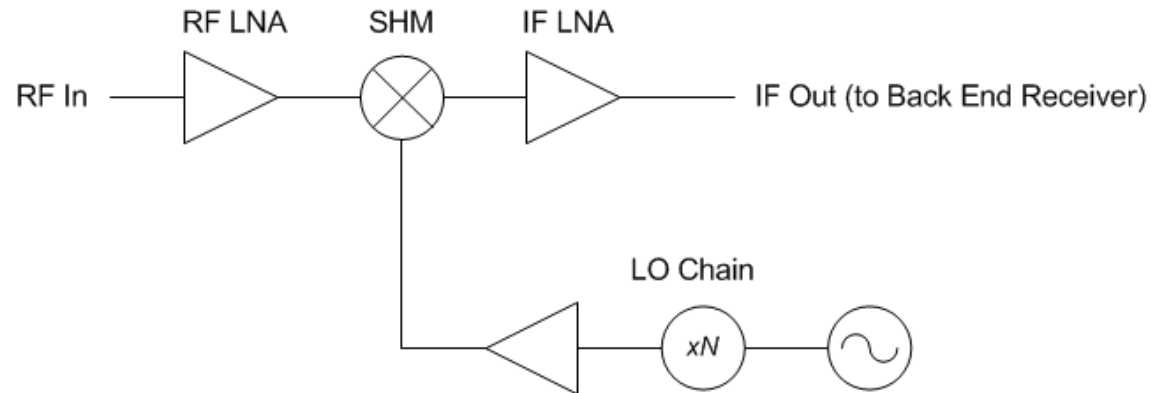 RF LNA
SHM
IF LNA
RF In
IF Out (to Back End Receiver)
LO Chain
xN